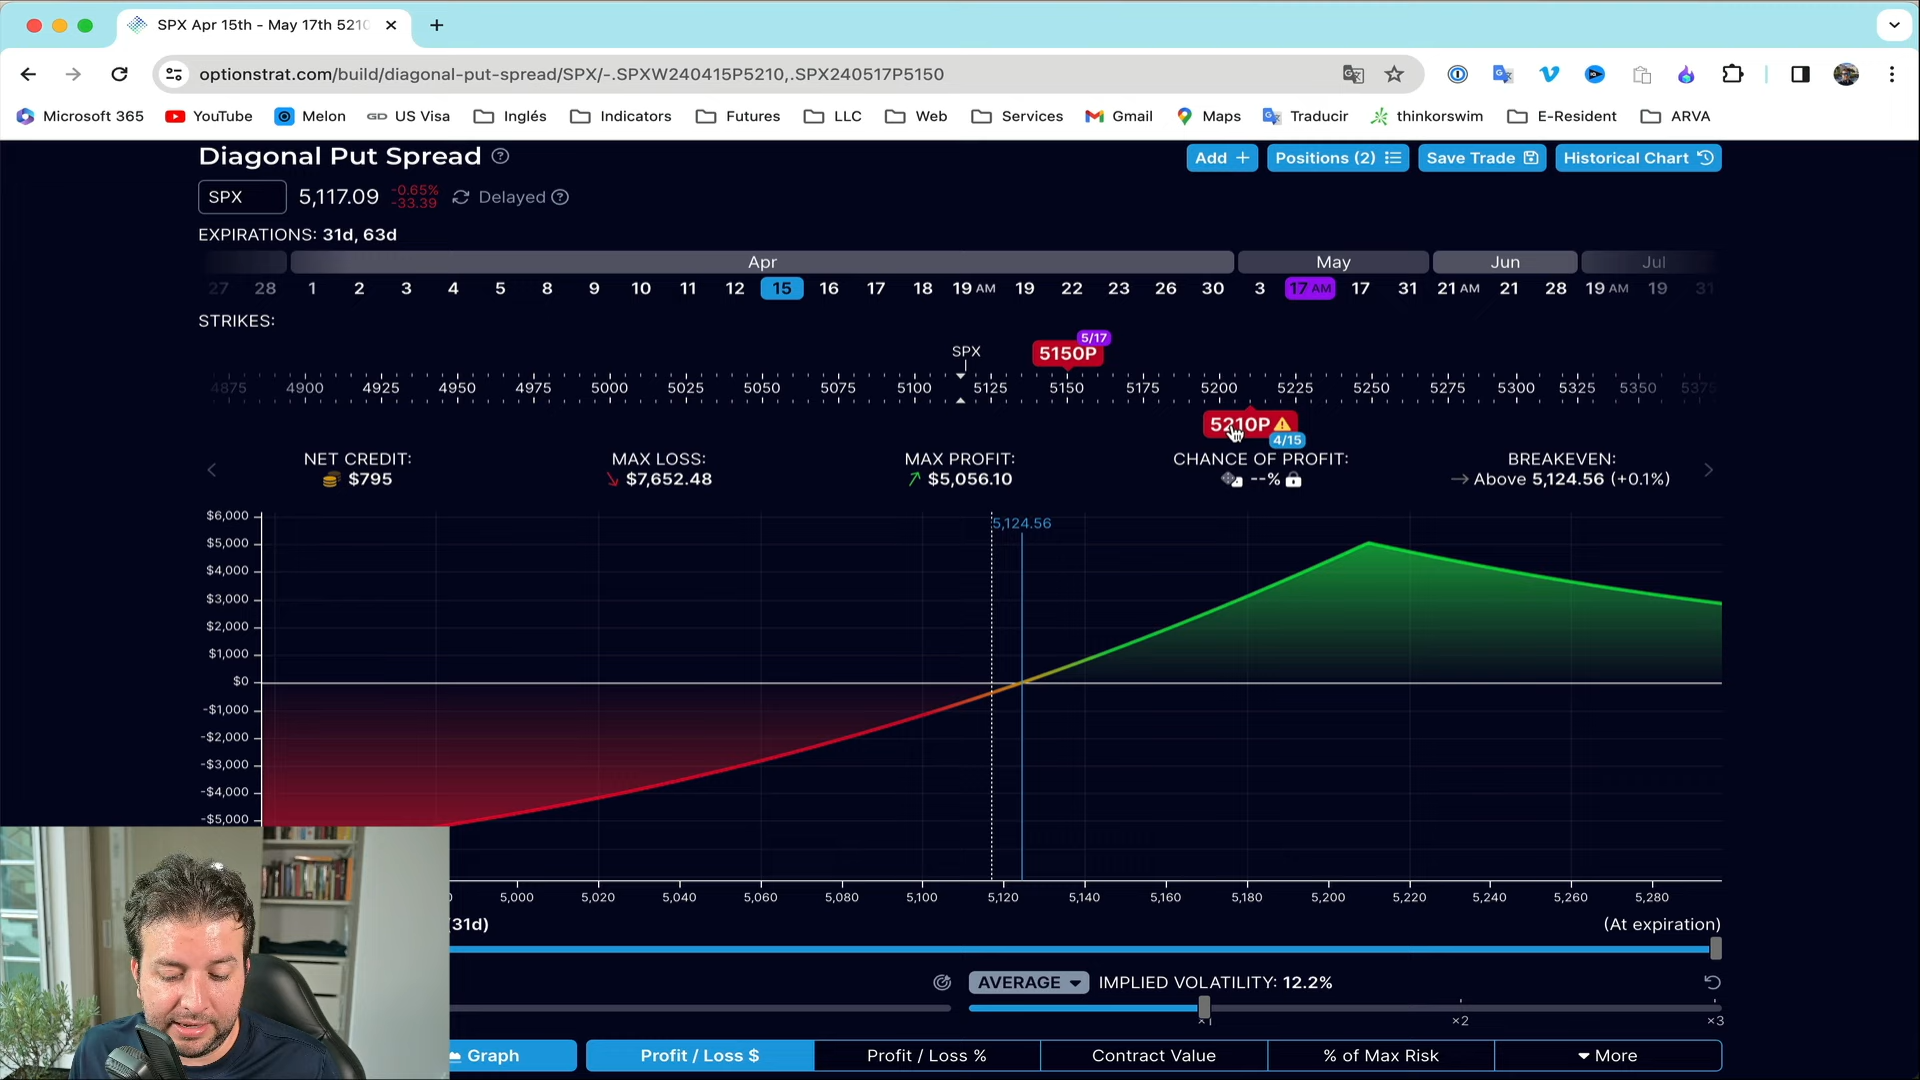 SPX Apr 15th - May 17th 5210
optionstrat.com/build/diagonal-put-spread/SPX/-.SPXW240415P5210,.SPX240517P5150
Microsoft 365 YouTube Melon GD US Visa Inglés Indicators Futures LLC Web Services Gmail Maps Traducir thinkorswim E-Resident ARVA
Diagonal Put Spread
Add + Positions (2) Save Trade Historical Chart
SPX 5,117.09 -0.65% -33.39 Delayed
EXPIRATIONS: 31d, 63d
Apr May Jun Jul
27 28 1 2 3 4 5 8 9 10 11 12 15 16 17 18 19 AM 19 22 23 26 30 3 17 AM 17 31 21 AM 21 28 19 AM 19 31
STRIKES:
5/17
SPX 5150P
4875 4900 4925 4950 4975 5000 5025 5050 5075 5100 5125 5150 5175 5200 5225 5250 5275 5300 5325 5350 5375
5210P
4/15
NET CREDIT: MAX LOSS: MAX PROFIT: CHANCE OF PROFIT: BREAKEVEN:
$795 $7,652.48 $5,056.10 --% Above 5,124.56 (+0.1%)
$6,000
5,124.56
$5,000
$4,000
$3,000
$2,000
$1,000
$0
-$1,000
-$2,000
-$3,000
-$4,000
-$5,000
5,000 5,020 5,040 5,060 5,080 5,100 5,120 5,140 5,160 5,180 5,200 5,220 5,240 5,260 5,280
(31d) (At expiration)
AVERAGE IMPLIED VOLATILITY: 12.2%
×1 ×2 ×3
Graph Profit / Loss $ Profit / Loss % Contract Value % of Max Risk More